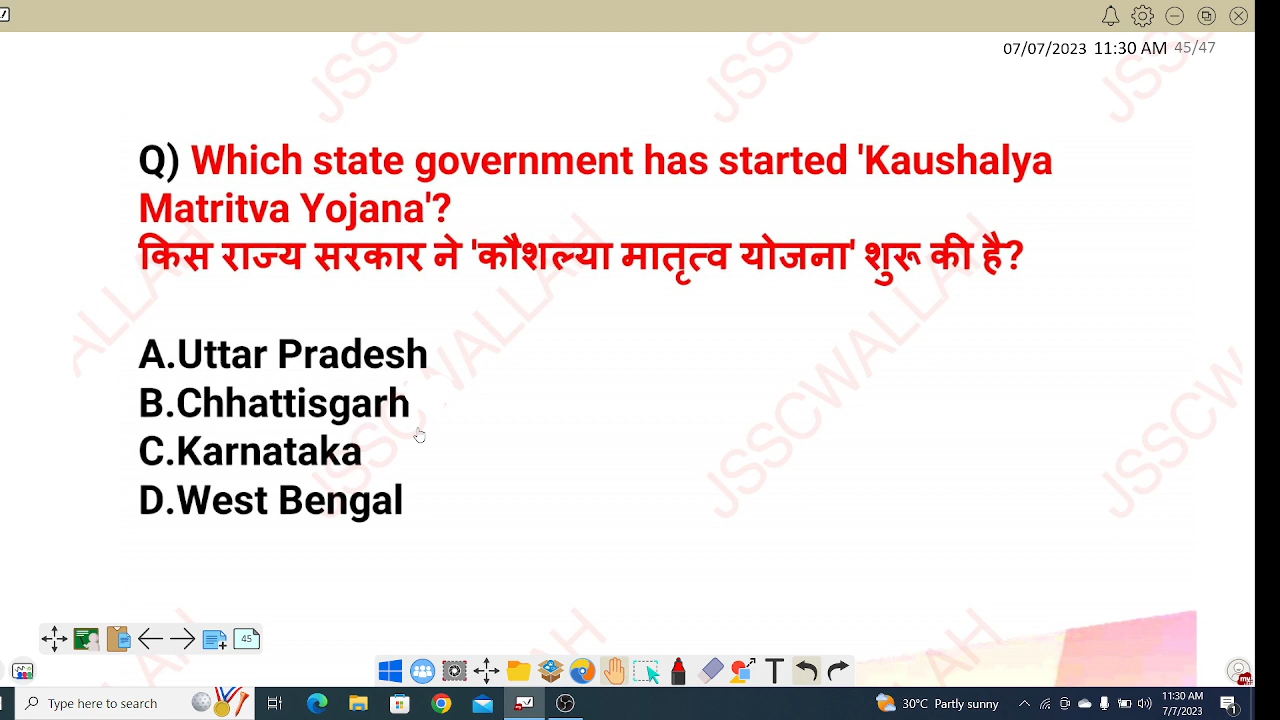 07/07/2023 11:30 AM 45/47
Q) Which state government has started 'Kaushalya
Matritva Yojana'?
किस राज्य सरकार ने 'कौशल्या मातृत्व योजना' शुरू की है?
A.Uttar Pradesh
B.Chhattisgarh
C.Karnataka
D.West Bengal
JSSCWALLAH
JSSCWALLAH
45
Type here to search
30°C Partly sunny
11:30 AM
7/7/2023